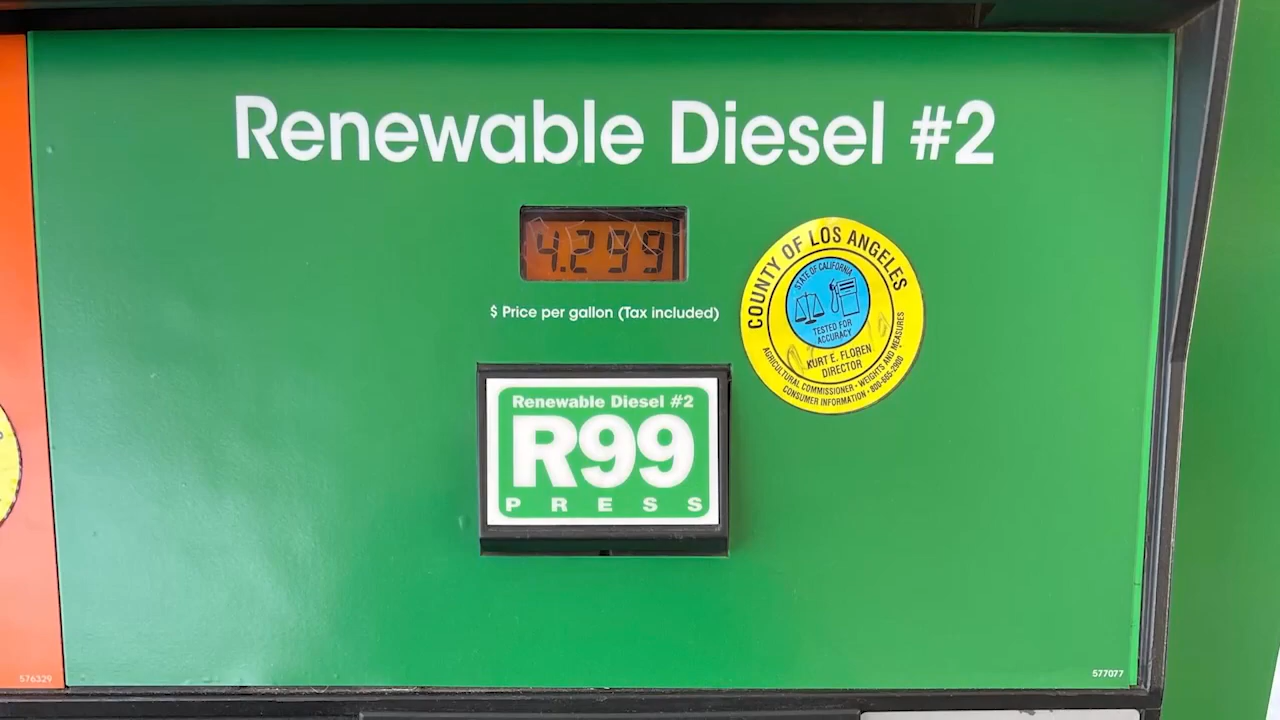 Renewable Diesel #2
4.299
$ Price per gallon (Tax included)
COUNTY OF LOS ANGELES
STATE OF CALIFORNIA
TESTED FOR
ACCURACY
KURT E. FLOREN
DIRECTOR
AGRICULTURAL COMMISSIONER • WEIGHTS AND MEASURES
CONSUMER INFORMATION • 800-665-2900
Renewable Diesel #2
R99
PRESS
576329
577077